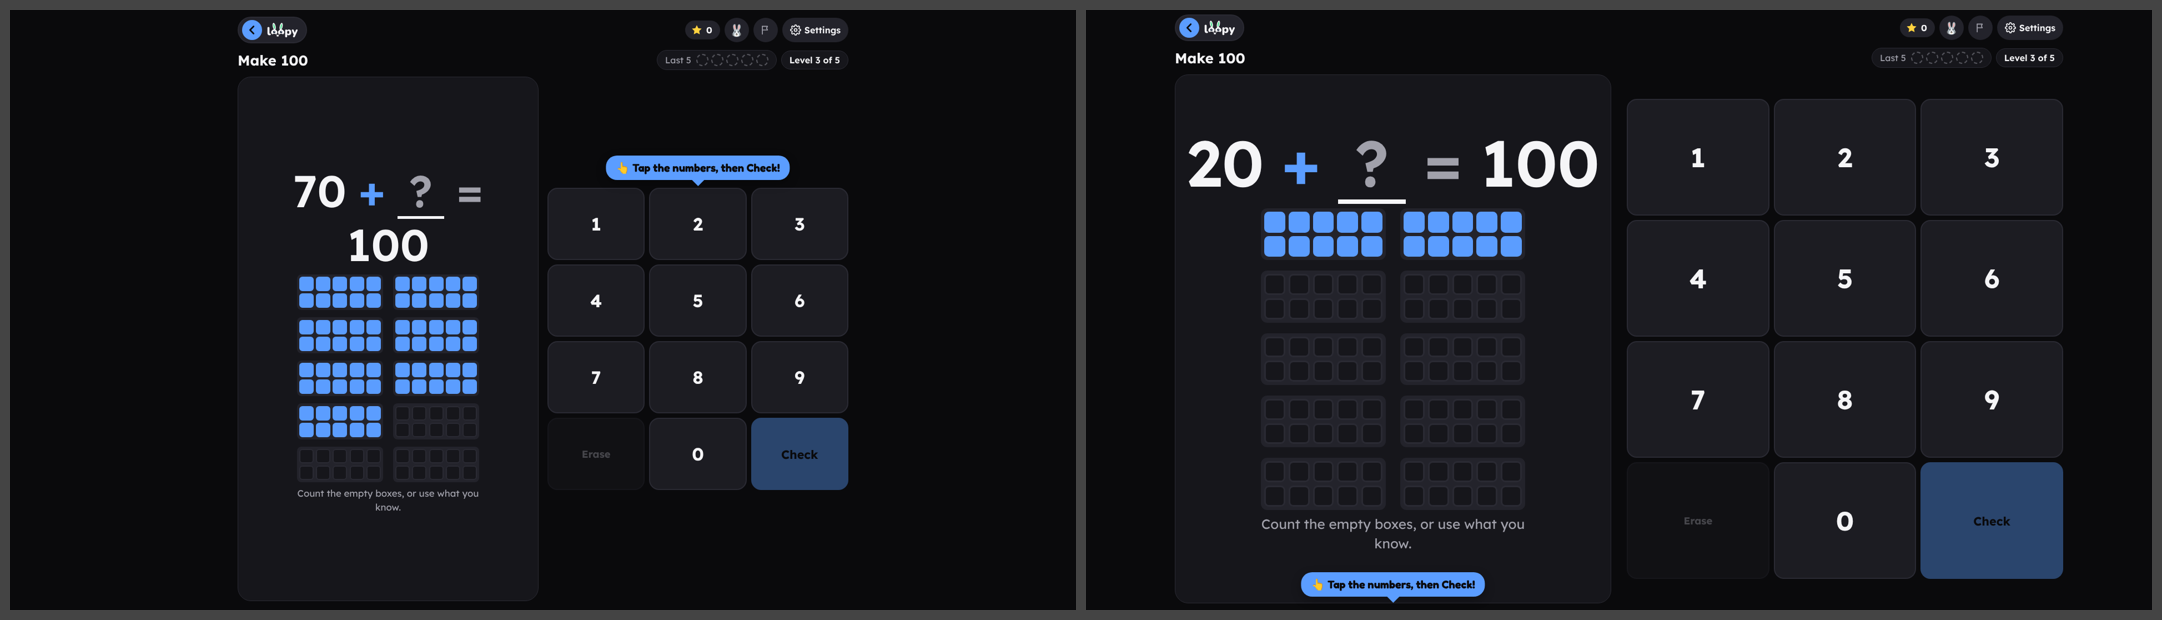 loopy
0
Settings
Make 100
Last 5
Level 3 of 5
70 + ? =
100
Count the empty boxes, or use what you
know.
👆 Tap the numbers, then Check!
1 2 3
4 5 6
7 8 9
Erase 0 Check
loopy
0
Settings
Make 100
Last 5
Level 3 of 5
20 + ? = 100
Count the empty boxes, or use what you
know.
👆 Tap the numbers, then Check!
1 2 3
4 5 6
7 8 9
Erase 0 Check